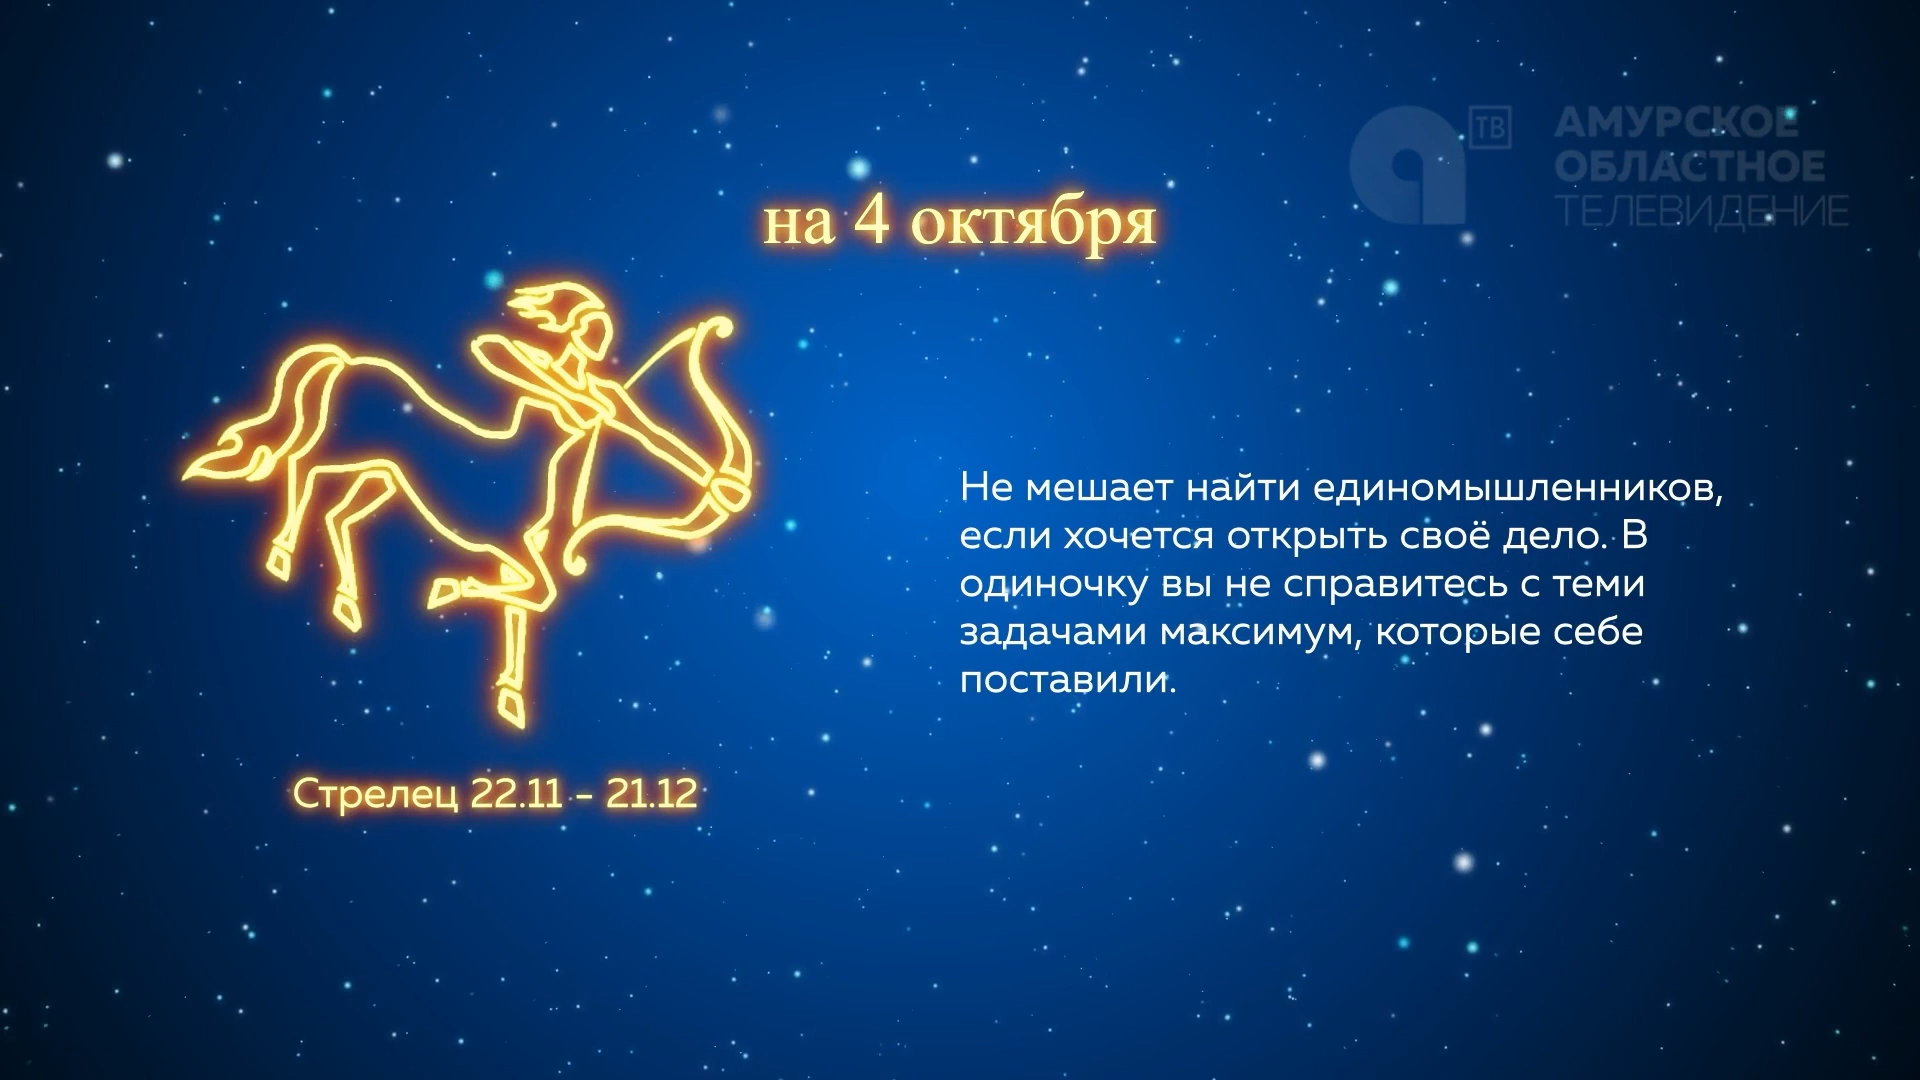 ТВ
АМУРСКОЕ
ОБЛАСТНОЕ
ТЕЛЕВИДЕНИЕ
на 4 октября
Не мешает найти единомышленников,
если хочется открыть своё дело. В
одиночку вы не справитесь с теми
задачами максимум, которые себе
поставили.
Стрелец 22.11 - 21.12